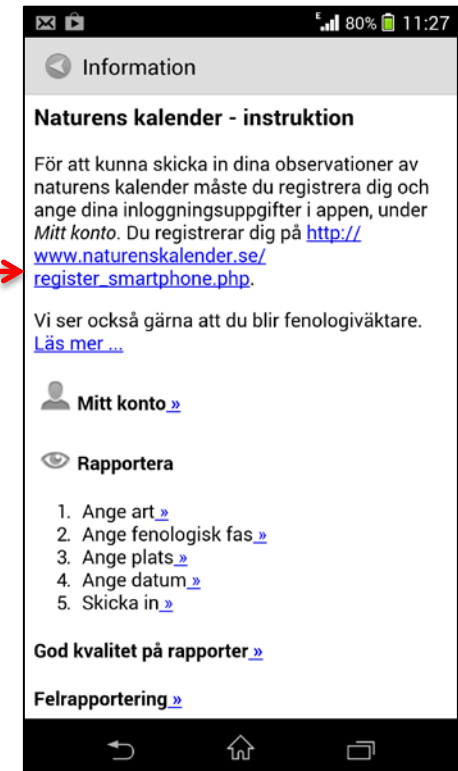 E 80% 11:27
Information
Naturens kalender - instruktion
För att kunna skicka in dina observationer av
naturens kalender måste du registrera dig och
ange dina inloggningsuppgifter i appen, under
Mitt konto. Du registrerar dig på http://
www.naturenskalender.se/
register_smartphone.php.
Vi ser också gärna att du blir fenologiväktare.
Läs mer ...
Mitt konto »
Rapportera
1. Ange art »
2. Ange fenologisk fas »
3. Ange plats »
4. Ange datum »
5. Skicka in »
God kvalitet på rapporter »
Felrapportering »